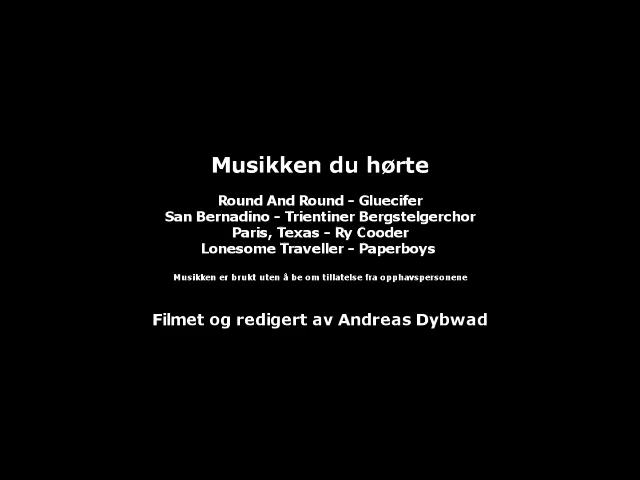 Musikken du hørte
Round And Round – Gluecifer
San Bernadino – Trientiner Bergstelgerchor
Paris, Texas – Ry Cooder
Lonesome Traveller – Paperboys
Musikken er brukt uten å be om tillatelse fra opphavspersonene
Filmet og redigert av Andreas Dybwad